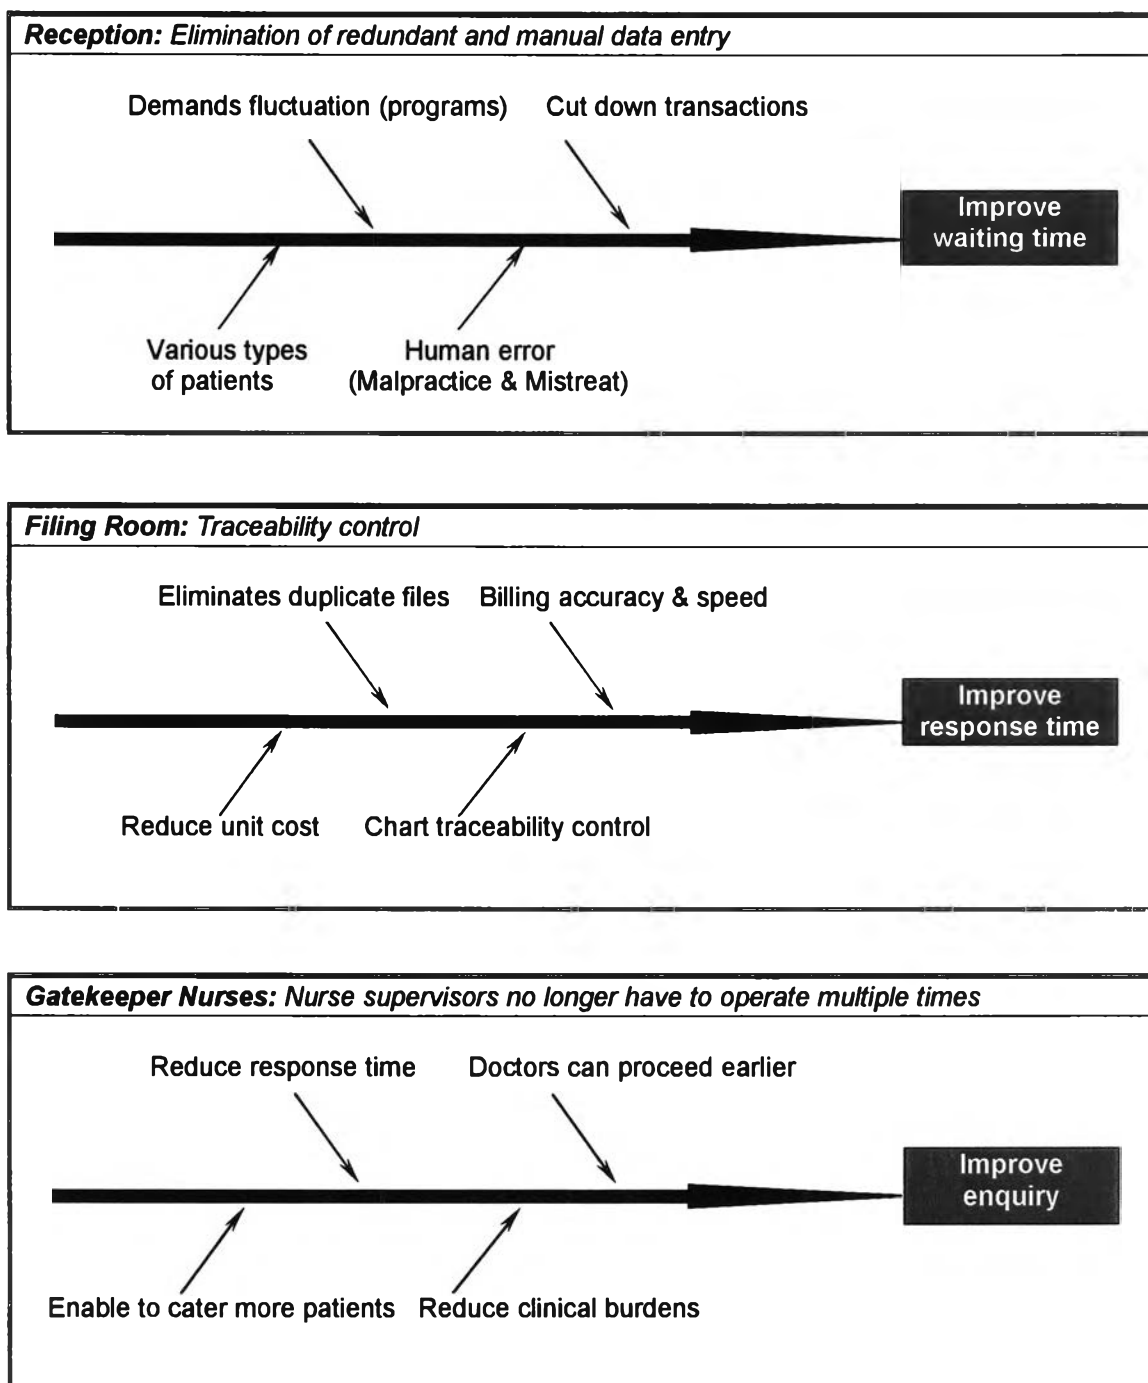 Reception: Elimination of redundant and manual data entry
Demands fluctuation (programs) Cut down transactions
Improve
waiting time
Various types
of patients
Human error
(Malpractice & Mistreat)
Filing Room: Traceability control
Eliminates duplicate files Billing accuracy & speed
Improve
response time
Reduce unit cost Chart traceability control
Gatekeeper Nurses: Nurse supervisors no longer have to operate multiple times
Reduce response time Doctors can proceed earlier
Improve
enquiry
Enable to cater more patients Reduce clinical burdens